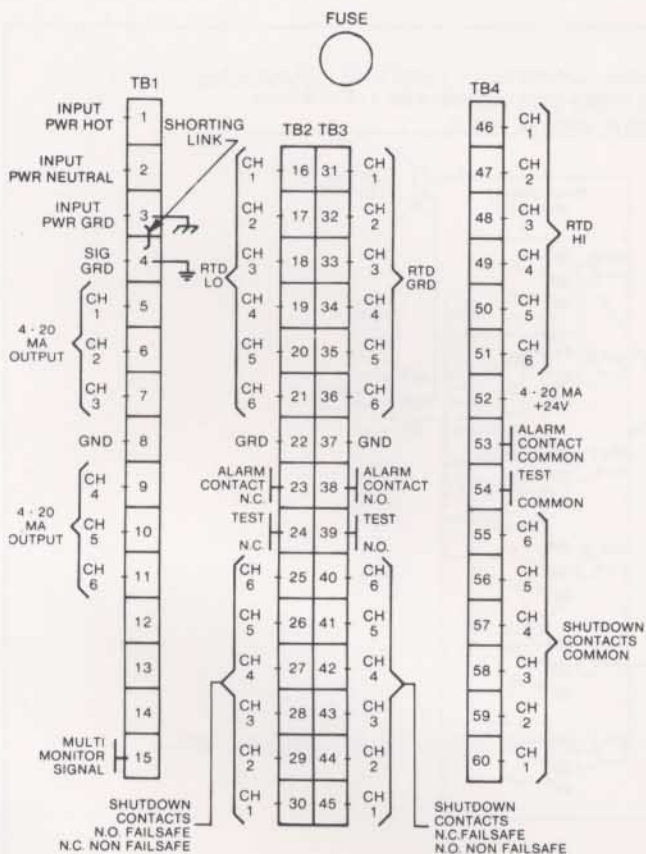 FUSE
TB1
INPUT
PWR HOT
1
SHORTING
LINK
INPUT
PWR NEUTRAL
2
INPUT
PWR GRD
3
SIG
GRD
4
4 - 20
MA
OUTPUT
CH
1
5
CH
2
6
CH
3
7
GND
8
4 - 20
MA
OUTPUT
CH
4
9
CH
5
10
CH
6
11
12
13
14
MULTI
MONITOR
SIGNAL
15
TB2 TB3
RTD
LO
CH
1
16 31
CH
1
CH
2
17 32
CH
2
CH
3
18 33
CH
3
CH
4
19 34
CH
4
CH
5
20 35
CH
5
CH
6
21 36
CH
6
RTD
GRD
GRD
22 37
GND
ALARM
CONTACT
N.C.
23 38
ALARM
CONTACT
N.O.
TEST
N.C.
24 39
TEST
N.O.
CH
6
25 40
CH
6
CH
5
26 41
CH
5
CH
4
27 42
CH
4
CH
3
28 43
CH
3
CH
2
29 44
CH
2
CH
1
30 45
CH
1
SHUTDOWN
CONTACTS
N.O. FAILSAFE
N.C. NON FAILSAFE
SHUTDOWN
CONTACTS
N.C.FAILSAFE
N.O. NON FAILSAFE
TB4
46
CH
1
47
CH
2
48
CH
3
49
CH
4
50
CH
5
51
CH
6
RTD
HI
52
4 - 20 MA
+24V
53
ALARM
CONTACT
COMMON
54
TEST
COMMON
55
CH
6
56
CH
5
57
CH
4
58
CH
3
59
CH
2
60
CH
1
SHUTDOWN
CONTACTS
COMMON